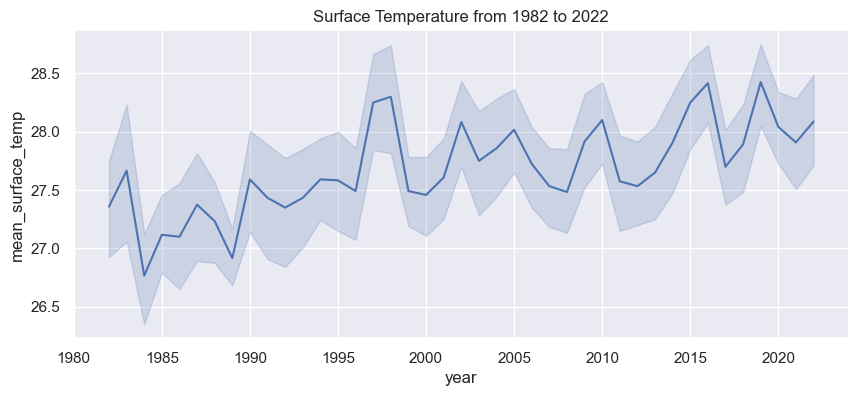 Surface Temperature from 1982 to 2022
mean_surface_temp
28.5
28.0
27.5
27.0
26.5
1980 1985 1990 1995 2000 2005 2010 2015 2020
year